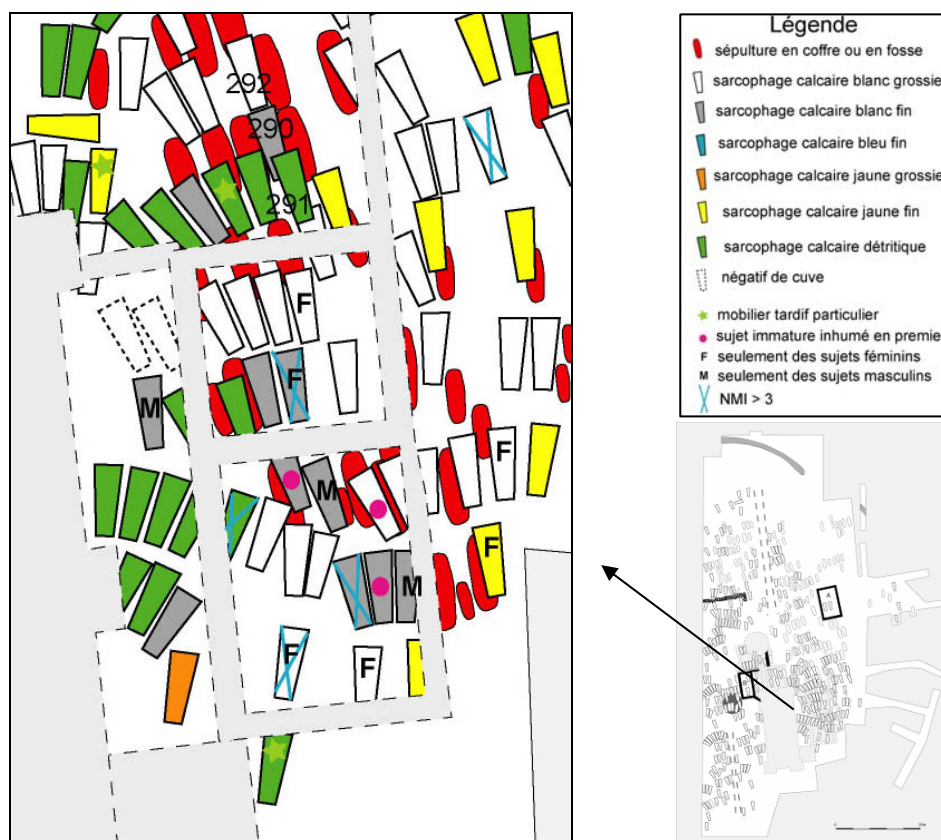 292
290
291
F
F
M
M
F
F
M
F
F
Légende
sépulture en coffre ou en fosse
sarcophage calcaire blanc grossie
sarcophage calcaire blanc fin
sarcophage calcaire bleu fin
sarcophage calcaire jaune grossie
sarcophage calcaire jaune fin
sarcophage calcaire détritique
négatif de cuve
mobilier tardif particulier
sujet immature inhumé en premie
F seulement des sujets féminins
M seulement des sujets masculins
NMI > 3